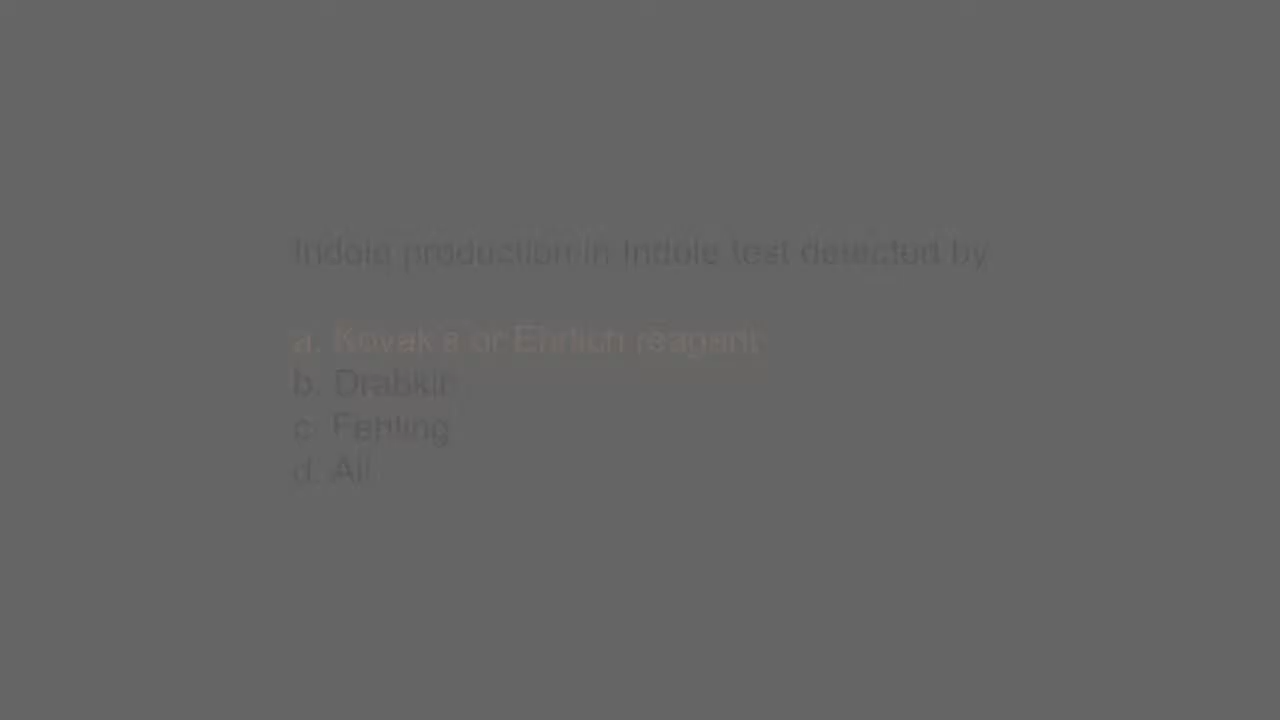 Indole production in Indole test detected by
a. Kovak's or Ehrlich reagent
b. Drabkin
c. Fehling
d. All